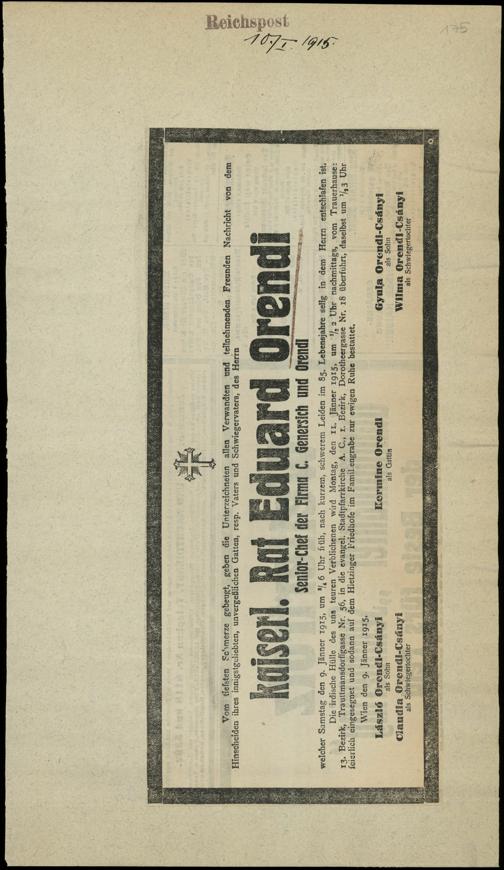 Reichspost
10./I. 1915.
175
Vom tiefsten Schmerze gebeugt, geben die Unterzeichneten allen Verwandten und teilnehmenden Freunden Nachricht von dem
Hinscheiden ihres innigstgeliebten, unvergeßlichen Gatten, resp. Vaters und Schwiegervaters, des Herrn
Kaiserl. Rat Eduard Orendi
Senior-Chef der Firma C. Genersich und Orendi
welcher Samstag den 9. Jänner 1915, um 3/4 6 Uhr früh, nach kurzem, schwerem Leiden im 85. Lebensjahre selig in dem Herrn entschlafen ist.
Die irdische Hülle des uns teuren Verblichenen wird Montag, den 11. Jänner 1915, um 1/2 2 Uhr nachmittags, vom Trauerhause:
13. Bezirk, Trauttmansdorffgasse Nr. 56, in die evangel. Stadtpfarrkirche A. C., 1. Bezirk, Dorotheergasse Nr. 18 überführt, daselbst um 1/2 3 Uhr
feierlich eingesegnet und sodann auf dem Hietzinger Friedhofe im Familiengrabe zur ewigen Ruhe bestattet.
Wien den 9. Jänner 1915.
László Orendi-Csányi
als Sohn
Claudia Orendi-Csányi
als Schwiegertochter
Hermine Orendi
als Gattin
Gyula Orendi-Csányi
als Sohn
Wilma Orendi-Csányi
als Schwiegertochter